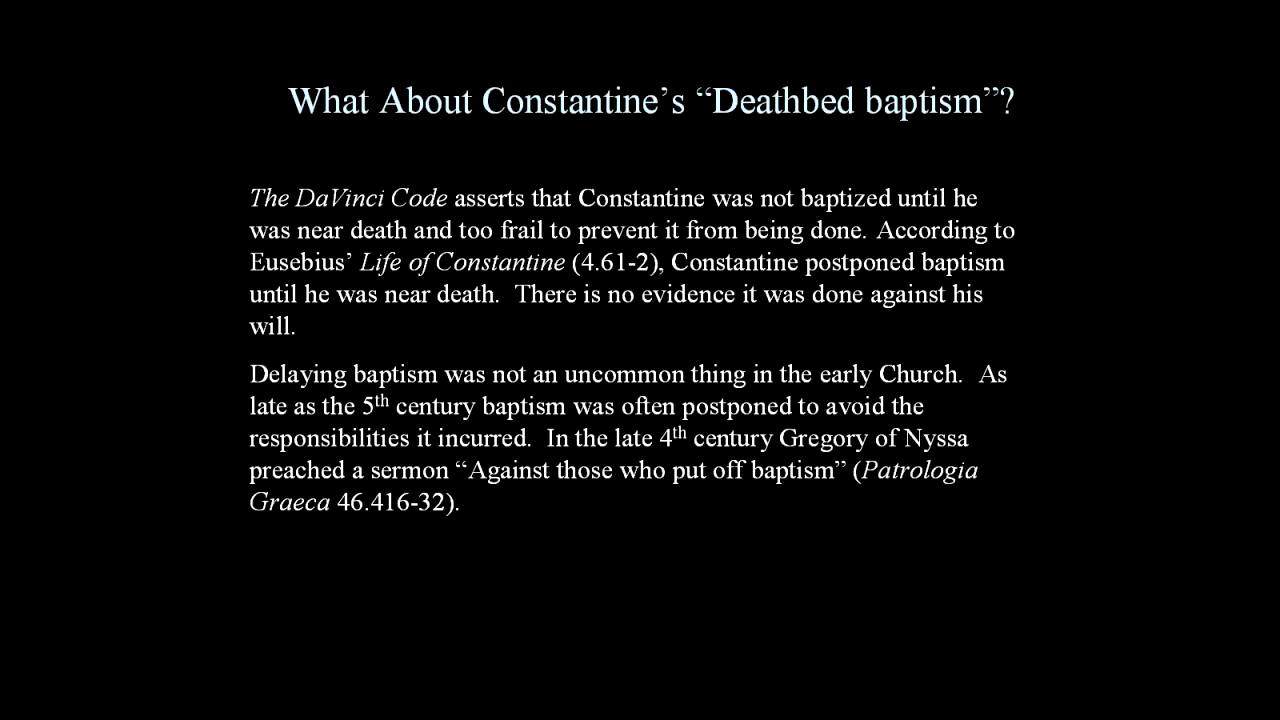 What About Constantine’s “Deathbed baptism”?
The DaVinci Code asserts that Constantine was not baptized until he
was near death and too frail to prevent it from being done. According to
Eusebius’ Life of Constantine (4.61-2), Constantine postponed baptism
until he was near death.  There is no evidence it was done against his
will.
Delaying baptism was not an uncommon thing in the early Church.  As
late as the 5th century baptism was often postponed to avoid the
responsibilities it incurred.  In the late 4th century Gregory of Nyssa
preached a sermon “Against those who put off baptism” (Patrologia
Graeca 46.416-32).